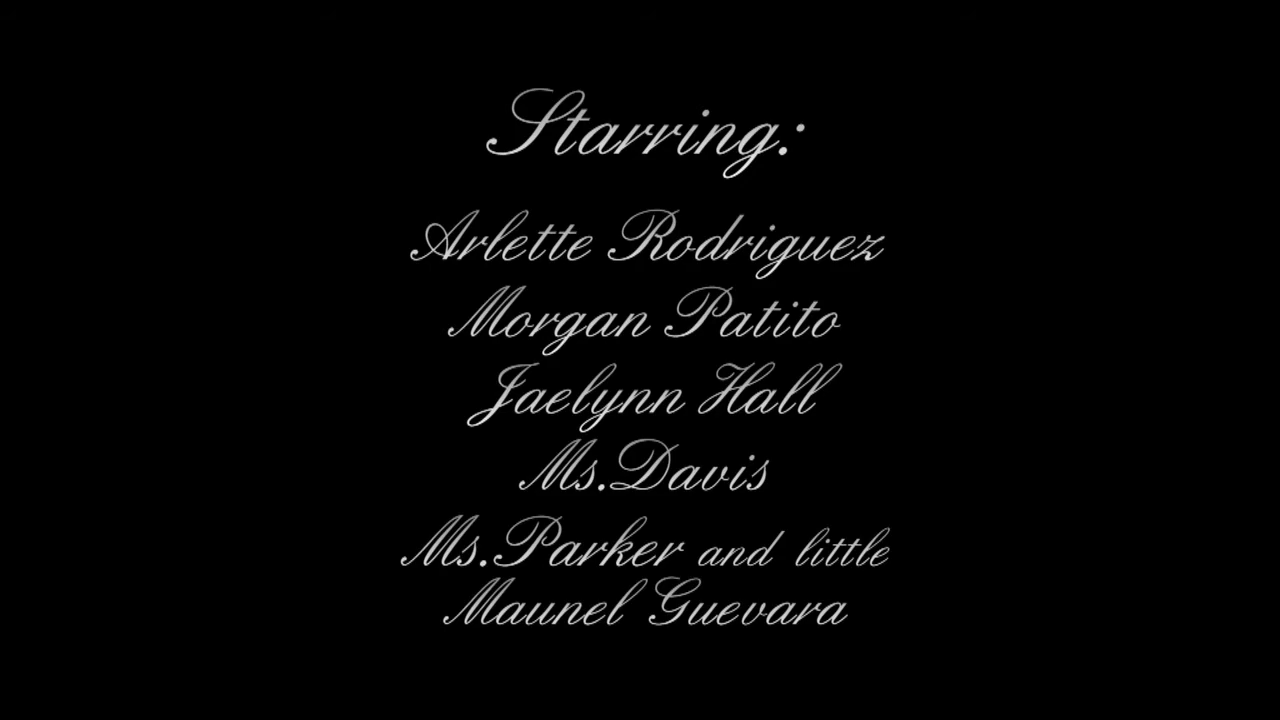 Starring:
Arlette Rodriguez
Morgan Patito
Jaelynn Hall
Ms.Davis
Ms.Parker and little
Maunel Guevara